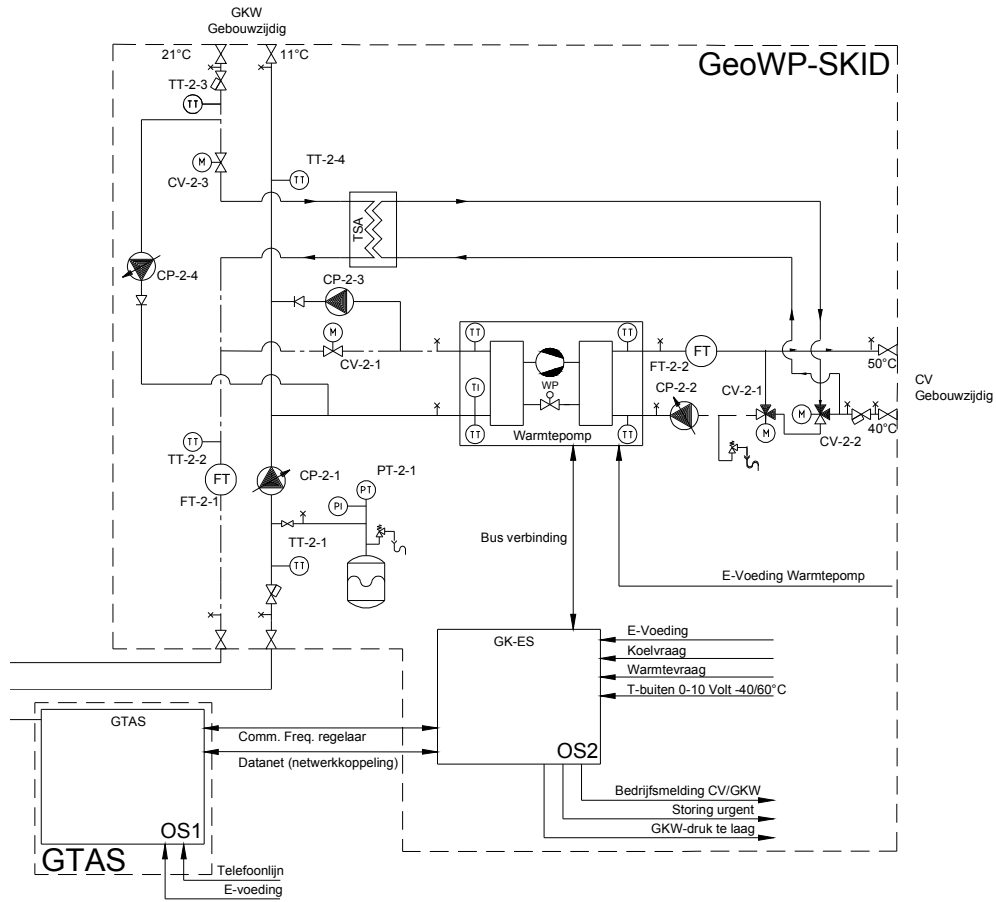 GKW
Gebouwzijdig
21°C
11°C
GeoWP-SKID
TT-2-3
TT
M
CV-2-3
TT-2-4
TT
TSA
CP-2-4
CP-2-3
M
CV-2-1
TT
TT
TI
TT
TT
WP
Warmtepomp
FT
FT-2-2
CP-2-2
CV-2-1
M
M
CV-2-2
50°C
40°C
CV
Gebouwzijdig
TT
TT-2-2
FT
FT-2-1
CP-2-1
PT-2-1
PT
PI
TT-2-1
TT
Bus verbinding
E-Voeding Warmtepomp
GK-ES
OS2
E-Voeding
Koelvraag
Warmtevraag
T-buiten 0-10 Volt -40/60°C
GTAS
OS1
GTAS
Comm. Freq. regelaar
Datanet (netwerkkoppeling)
Bedrijfsmelding CV/GKW
Storing urgent
GKW-druk te laag
Telefoonlijn
E-voeding